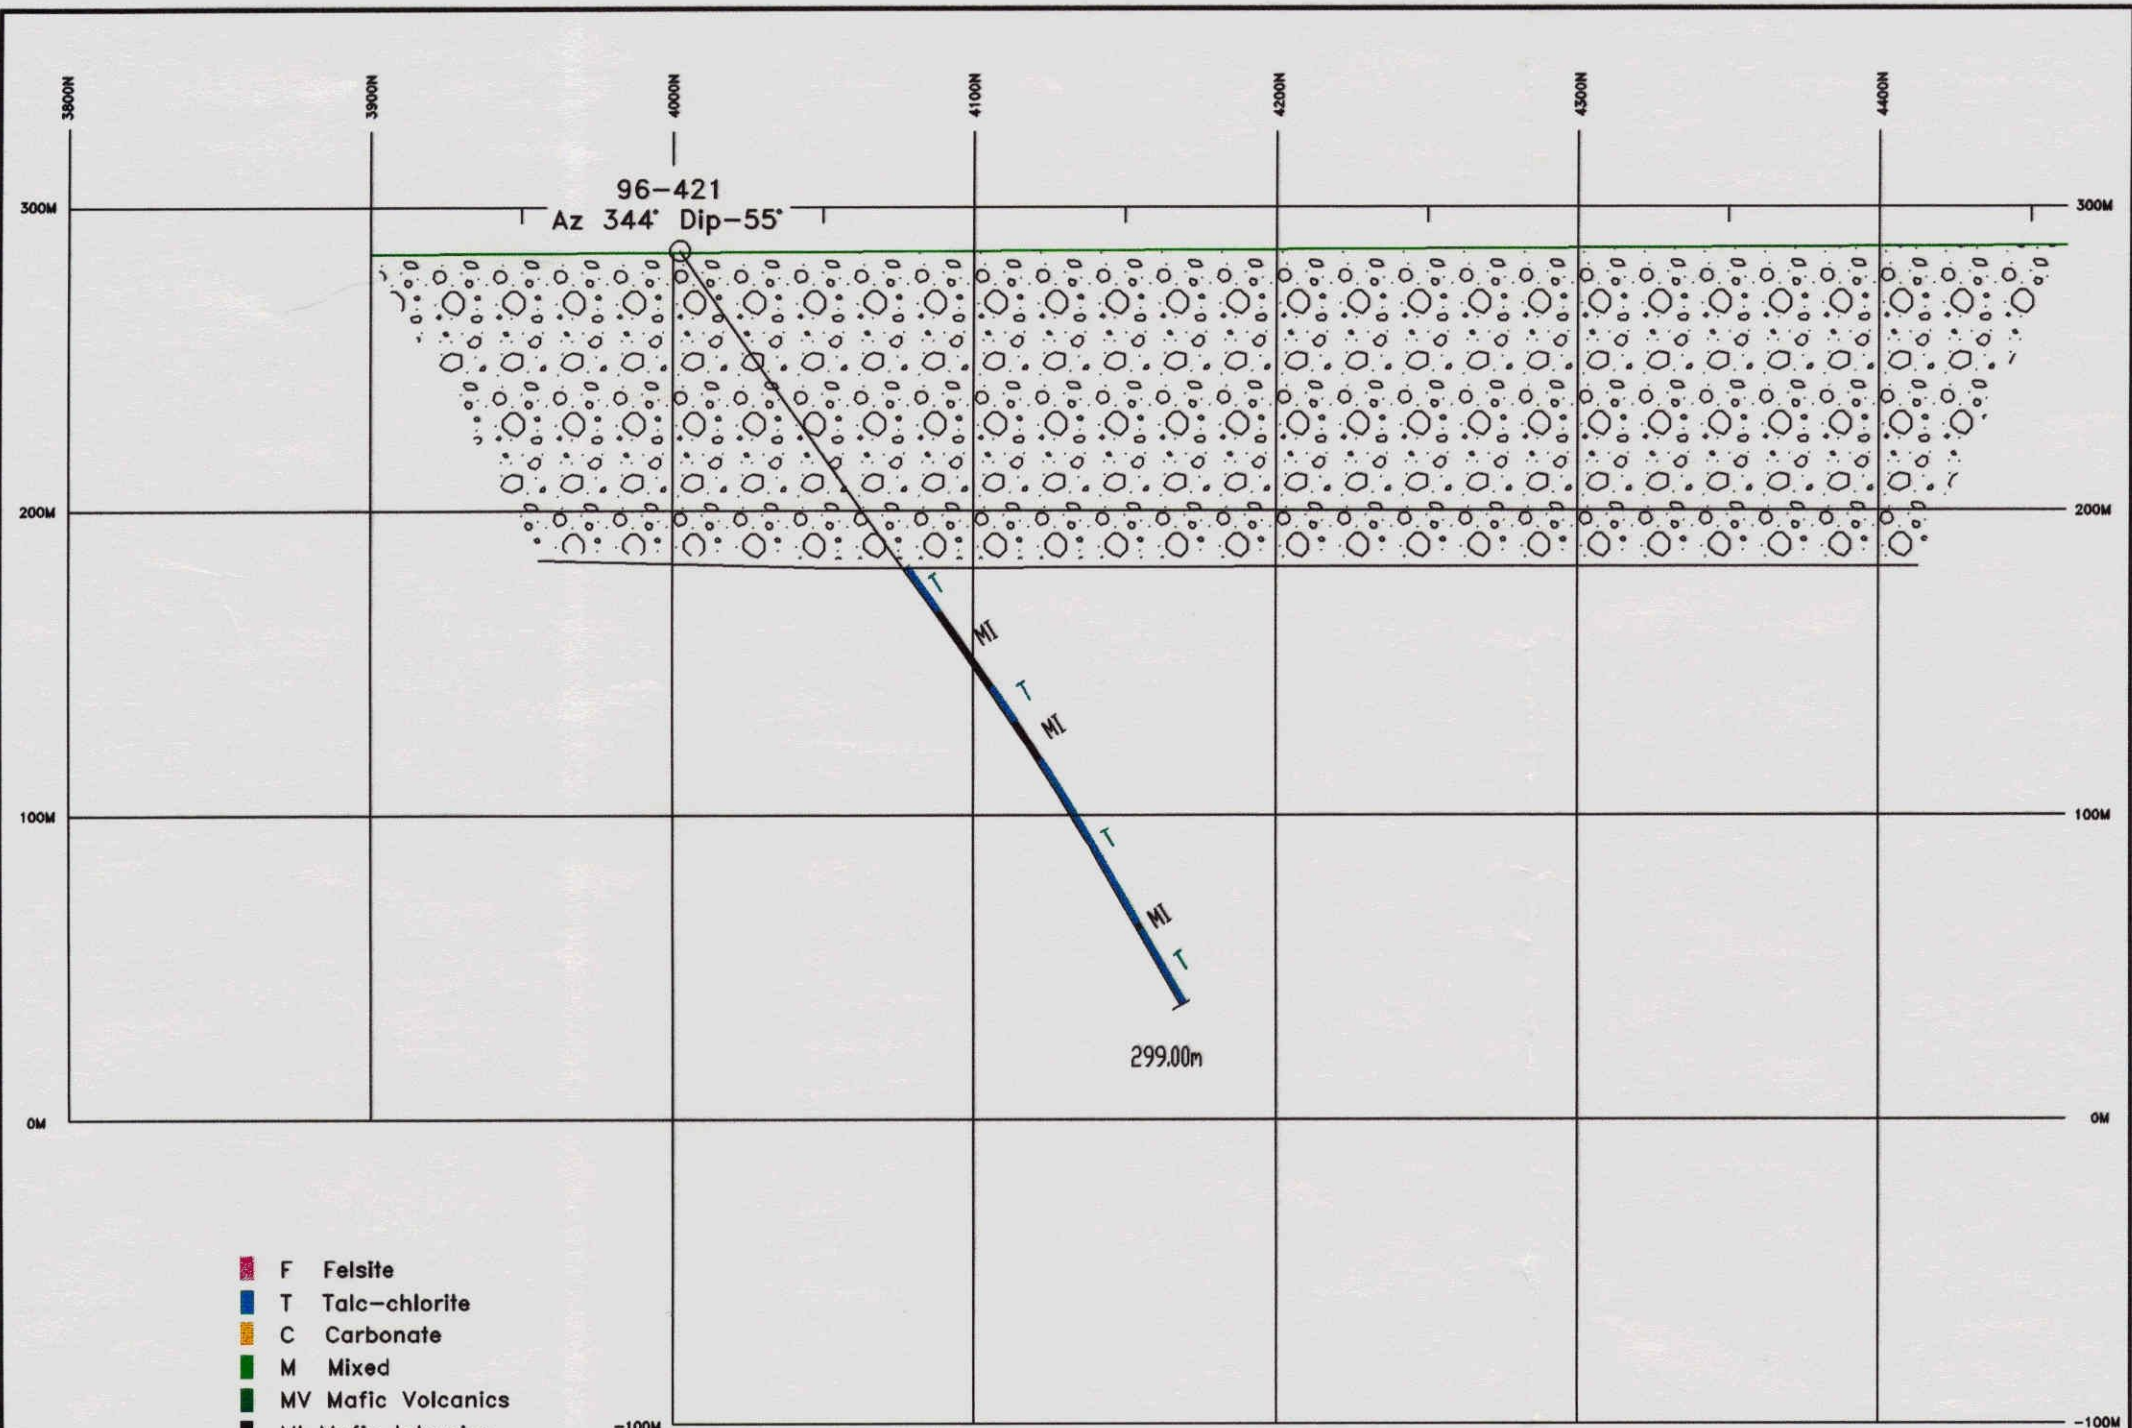 3800N
3900N
4000N
4100N
4200N
4300N
4400N
96-421
Az 344° Dip-55°
300M
300M
200M
200M
T
MI
T
MI
100M
100M
T
MI
T
299.00m
0M
0M
F Felsite
T Talc-chlorite
C Carbonate
M Mixed
MV Mafic Volcanics
-100M
-100M